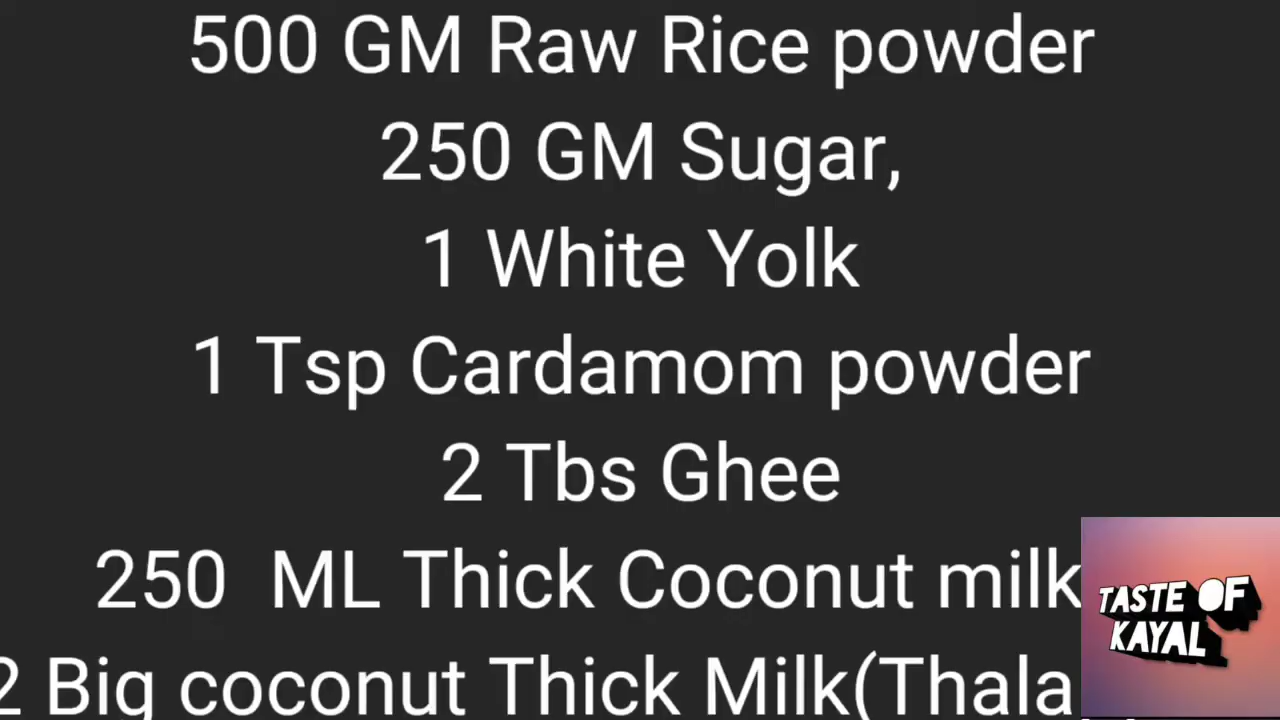 500 GM Raw Rice powder
250 GM Sugar,
1 White Yolk
1 Tsp Cardamom powder
2 Tbs Ghee
250 ML Thick Coconut milk
2 Big coconut Thick Milk(Thala
TASTE OF
KAYAL